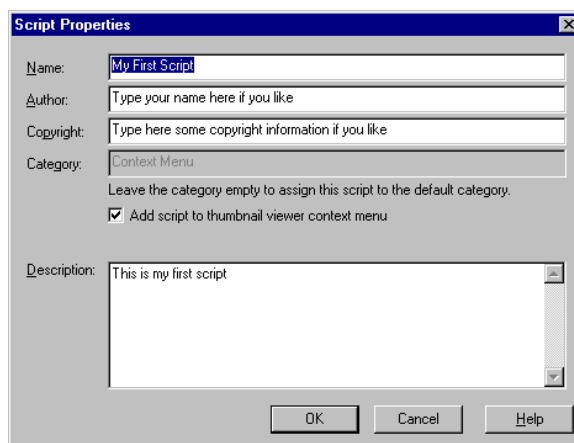 Script Properties
Name: My First Script
Author: Type your name here if you like
Copyright: Type here some copyright information if you like
Category: Context Menu
Leave the category empty to assign this script to the default category.
Add script to thumbnail viewer context menu
Description: This is my first script
OK Cancel Help